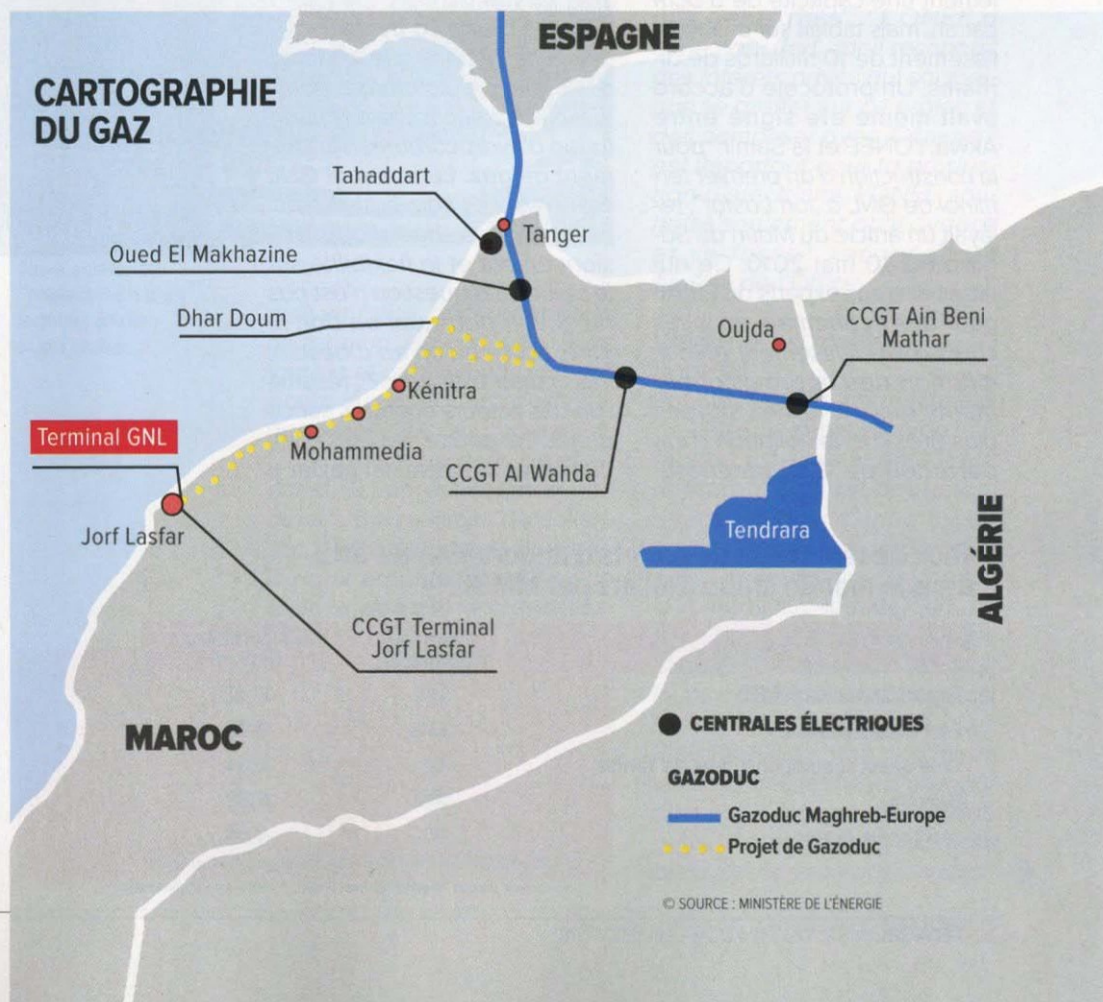 ESPAGNE
CARTOGRAPHIE
DU GAZ
Tahaddart
Tanger
Oued El Makhazine
Dhar Doum
Oujda
CCGT Ain Beni
Mathar
Kénitra
Terminal GNL
Mohammedia
CCGT Al Wahda
Jorf Lasfar
Tendrara
ALGÉRIE
CCGT Terminal
Jorf Lasfar
MAROC
CENTRALES ÉLECTRIQUES
GAZODUC
Gazoduc Maghreb-Europe
Projet de Gazoduc
© SOURCE : MINISTÈRE DE L'ÉNERGIE